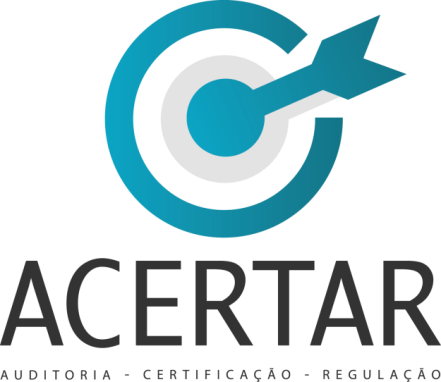 ACERTAR
AUDITORIA - CERTIFICAÇÃO - REGULAÇÃO